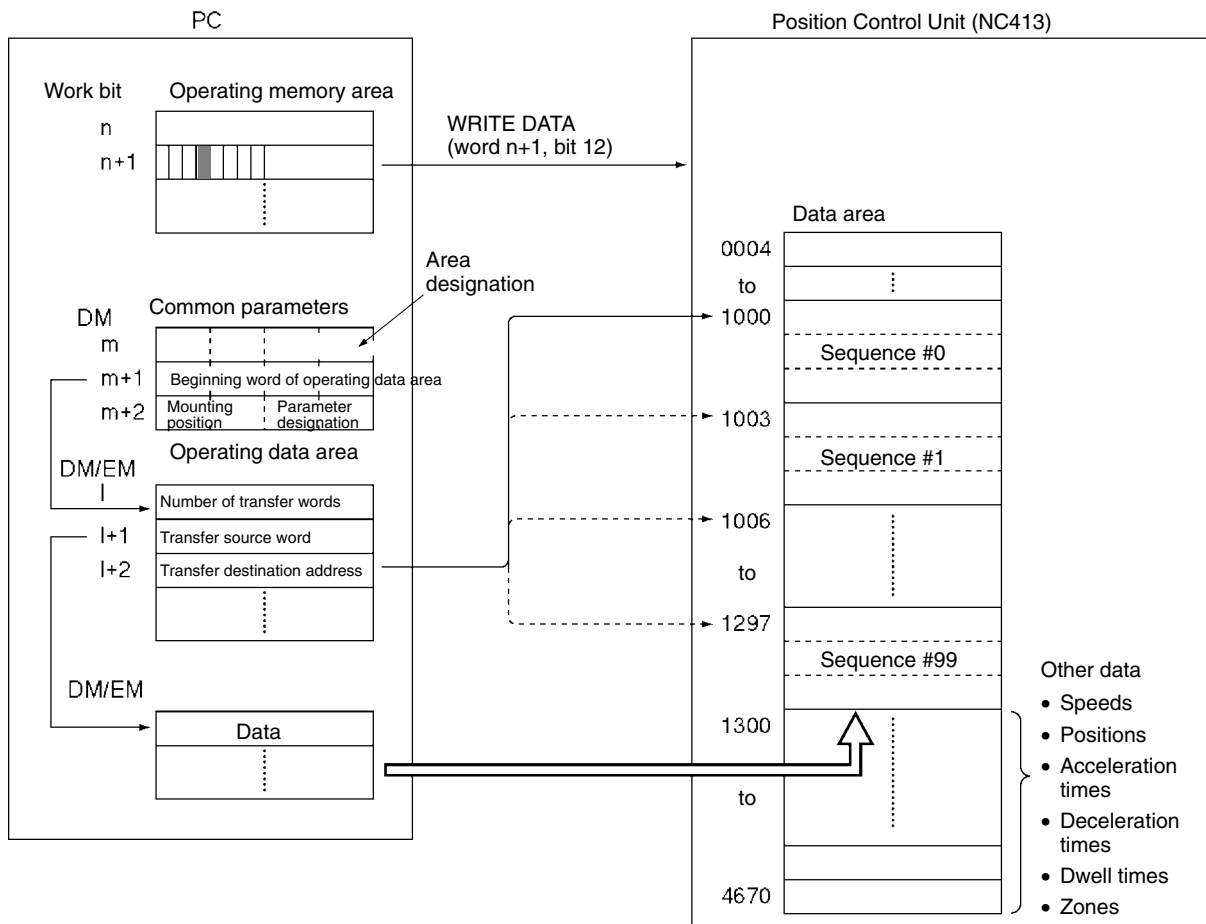 PC
Position Control Unit (NC413)
Work bit
Operating memory area
n
n+1
WRITE DATA
(word n+1, bit 12)
Area
designation
Common parameters
DM
m
m+1
Beginning word of operating data area
m+2
Mounting
position
Parameter
designation
Operating data area
DM/EM
l
Number of transfer words
l+1
Transfer source word
l+2
Transfer destination address
DM/EM
Data
Data area
0004
to
1000
Sequence #0
1003
Sequence #1
1006
to
1297
Sequence #99
1300
to
4670
Other data
• Speeds
• Positions
• Acceleration
times
• Deceleration
times
• Dwell times
• Zones